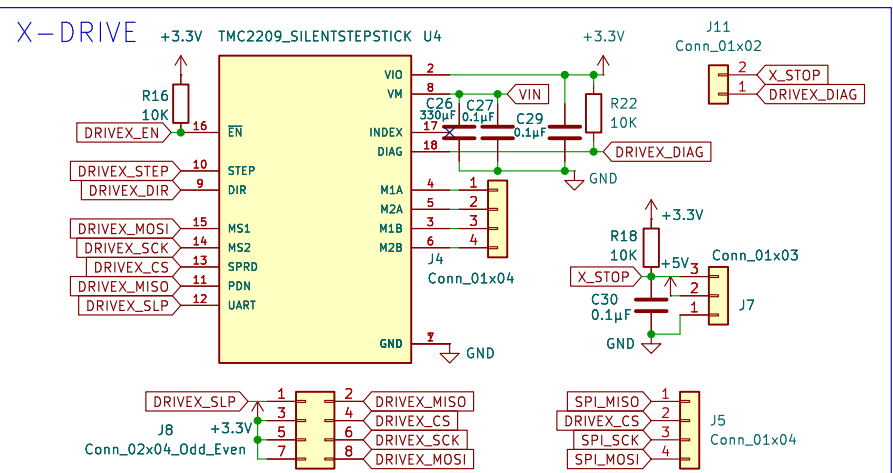 X-DRIVE
+3.3V
TMC2209_SILENTSTEPSTICK U4
+3.3V
J11
Conn_01x02
2 X_STOP
1 DRIVEX_DIAG
R16
10K
DRIVEX_EN 16 EN
DRIVEX_STEP 10 STEP
DRIVEX_DIR 9 DIR
DRIVEX_MOSI 15 MS1
DRIVEX_SCK 14 MS2
DRIVEX_CS 13 SPRD
DRIVEX_MISO 11 PDN
DRIVEX_SLP 12 UART
VIO 2
VM 8 VIN
INDEX 17
DIAG 18 DRIVEX_DIAG
C26
330µF
C27
0.1µF
C29
0.1µF
R22
10K
GND
M1A 4 1
M2A 5 2
M1B 3 3
M2B 6 4
J4
Conn_01x04
GND
GND
+3.3V
R18
10K
+5V
Conn_01x03
X_STOP
3
2
1
J7
C30
0.1µF
GND
DRIVEX_SLP 1 2 DRIVEX_MISO
3 4 DRIVEX_CS
5 6 DRIVEX_SCK
7 8 DRIVEX_MOSI
+3.3V
J8
Conn_02x04_Odd_Even
SPI_MISO 1
DRIVEX_CS 2
SPI_SCK 3
SPI_MOSI 4
J5
Conn_01x04